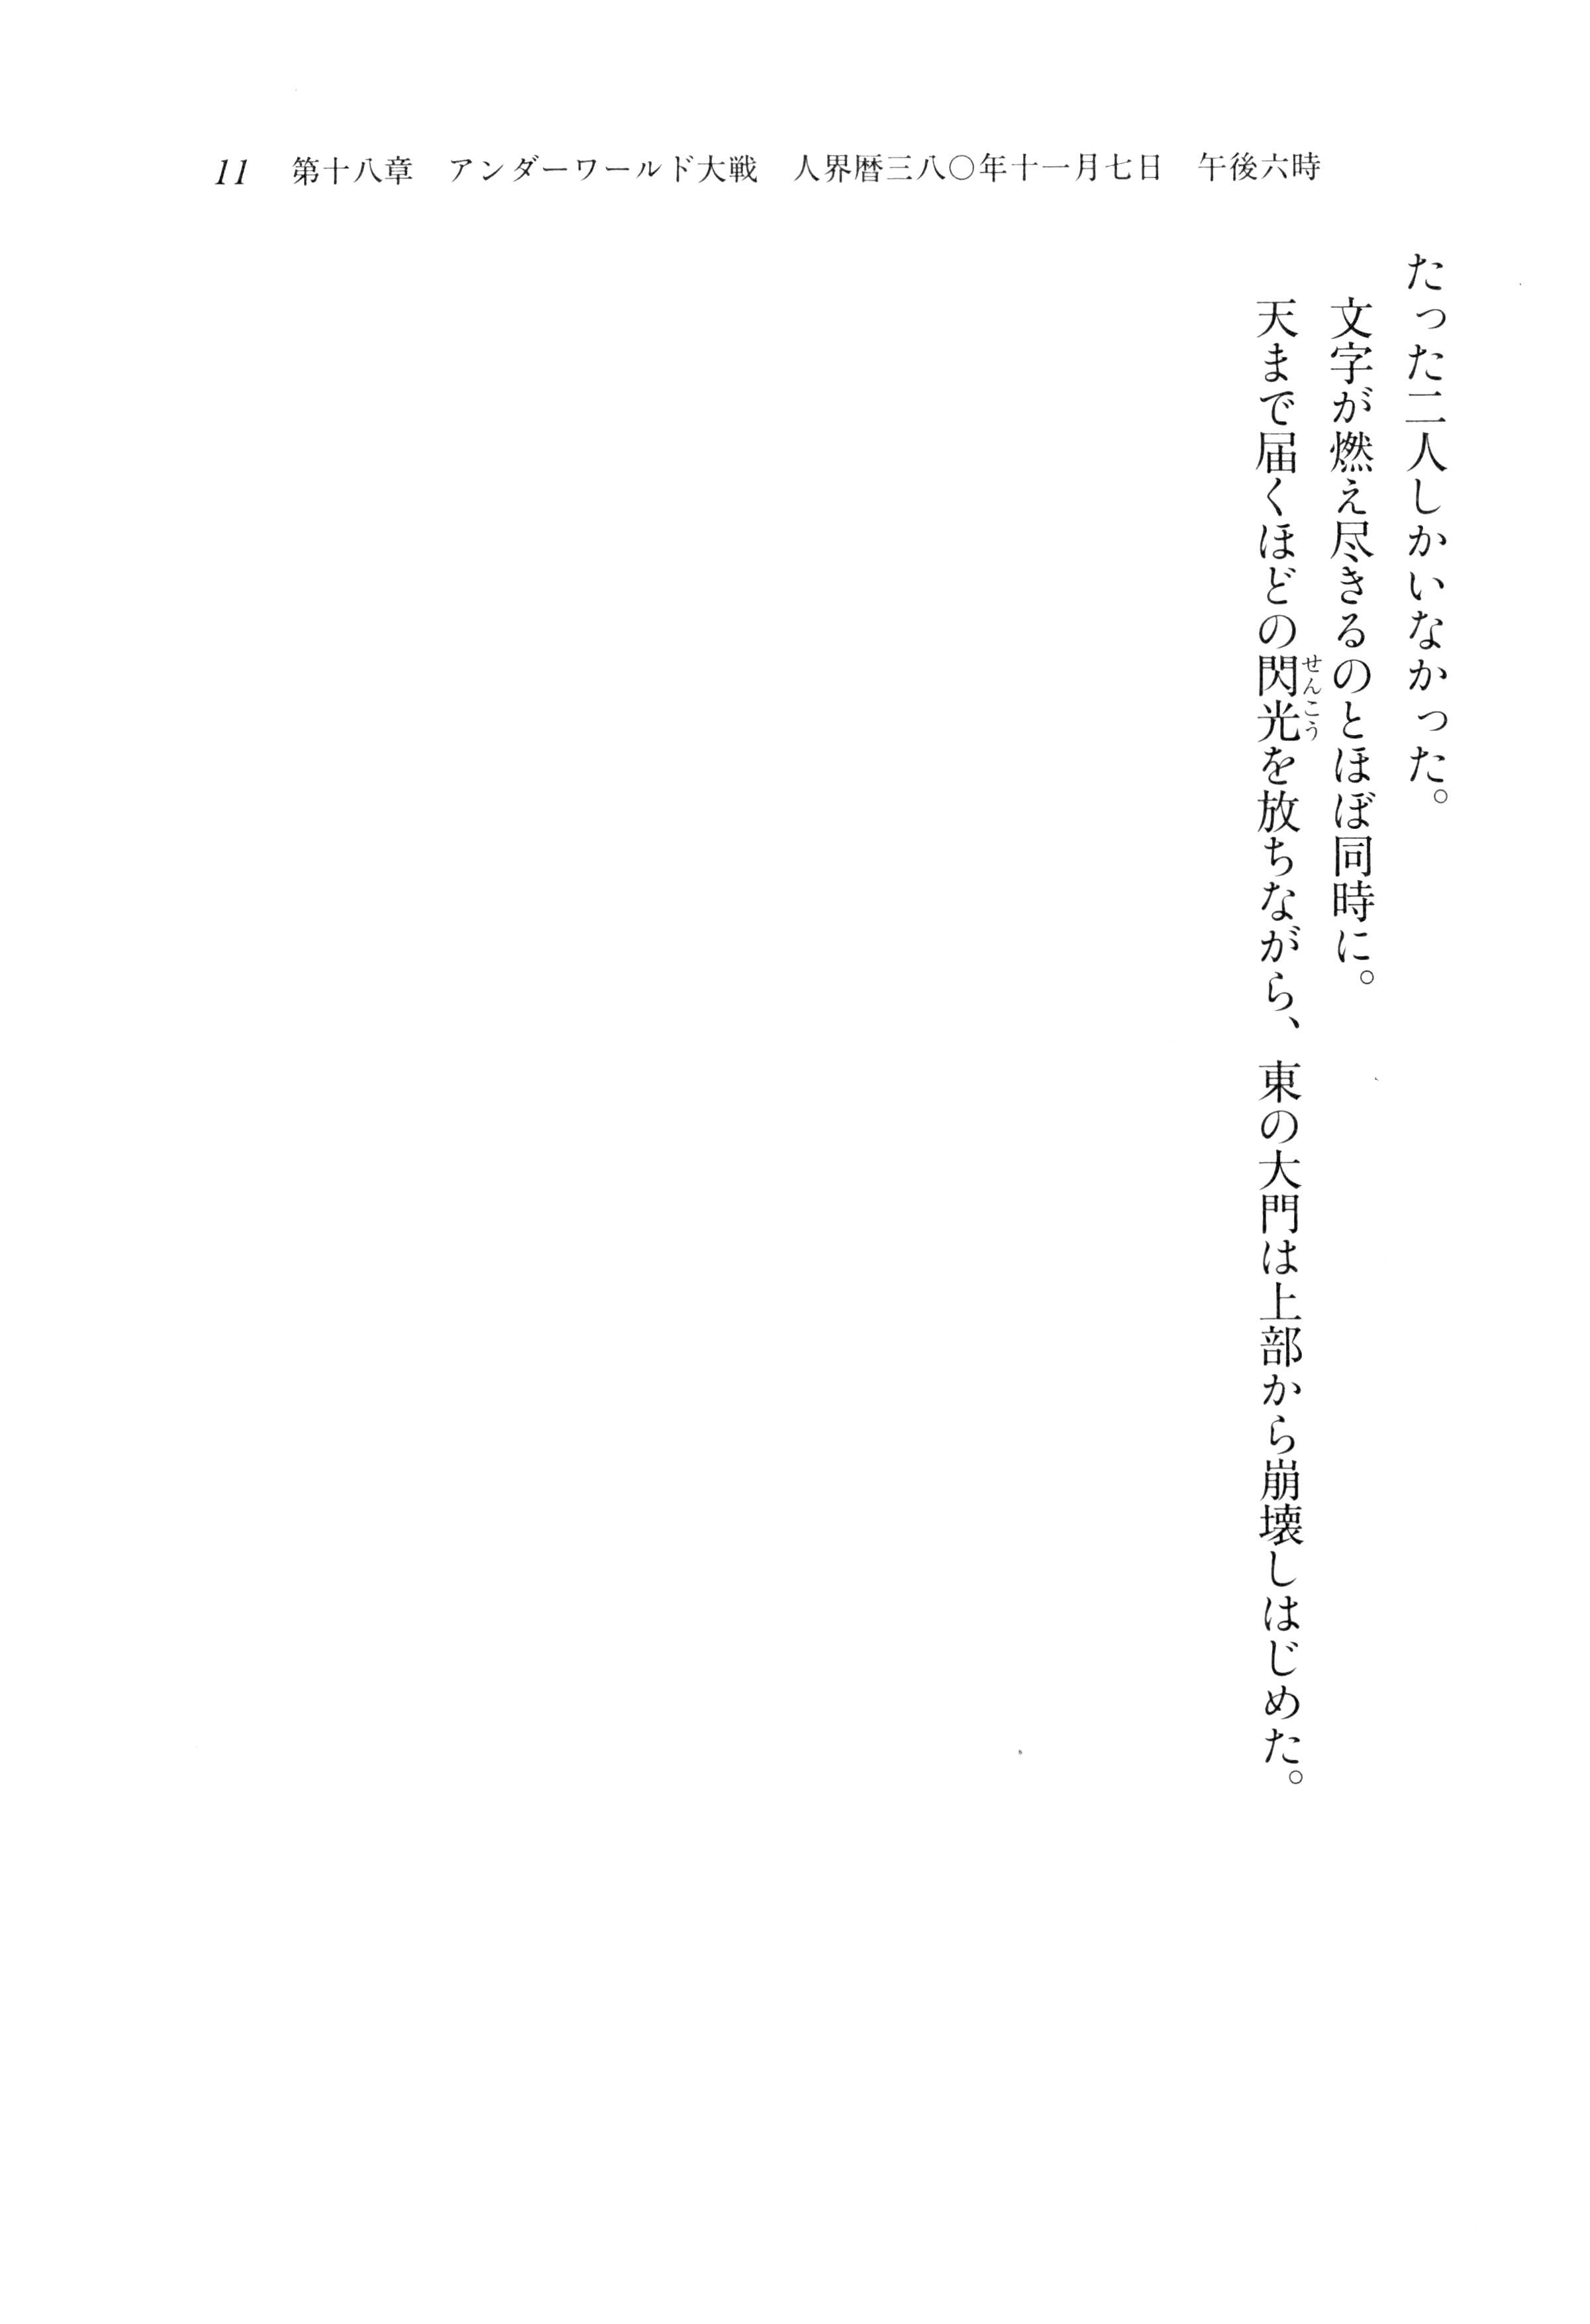 11　第十八章　アンダーワールド大戦　人界暦三八〇年十一月七日　午後六時
たった二人しかいなかった。
文字が燃え尽きるのとほぼ同時に。
天まで届くほどの閃光を放ちながら、東の大門は上部から崩壊しはじめた。
せんこう